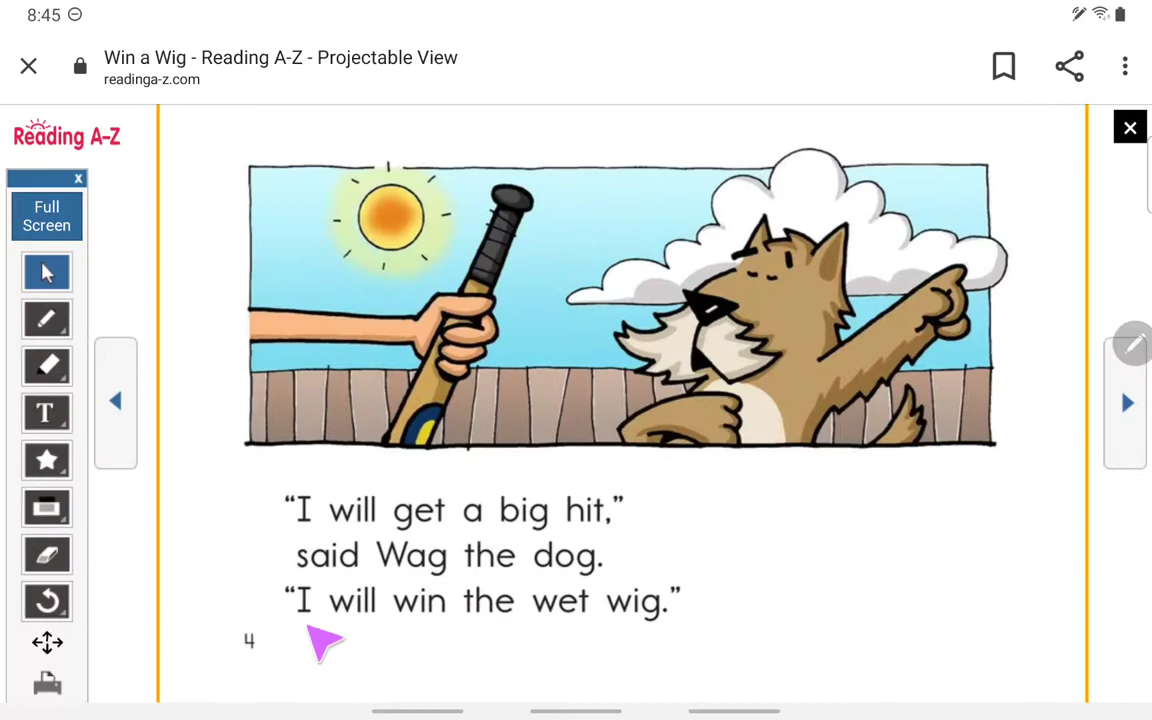 8:45
Win a Wig - Reading A-Z - Projectable View
readinga-z.com
Reading A-Z
x
Full
Screen
T
“I will get a big hit,”
said Wag the dog.
“I will win the wet wig.”
4